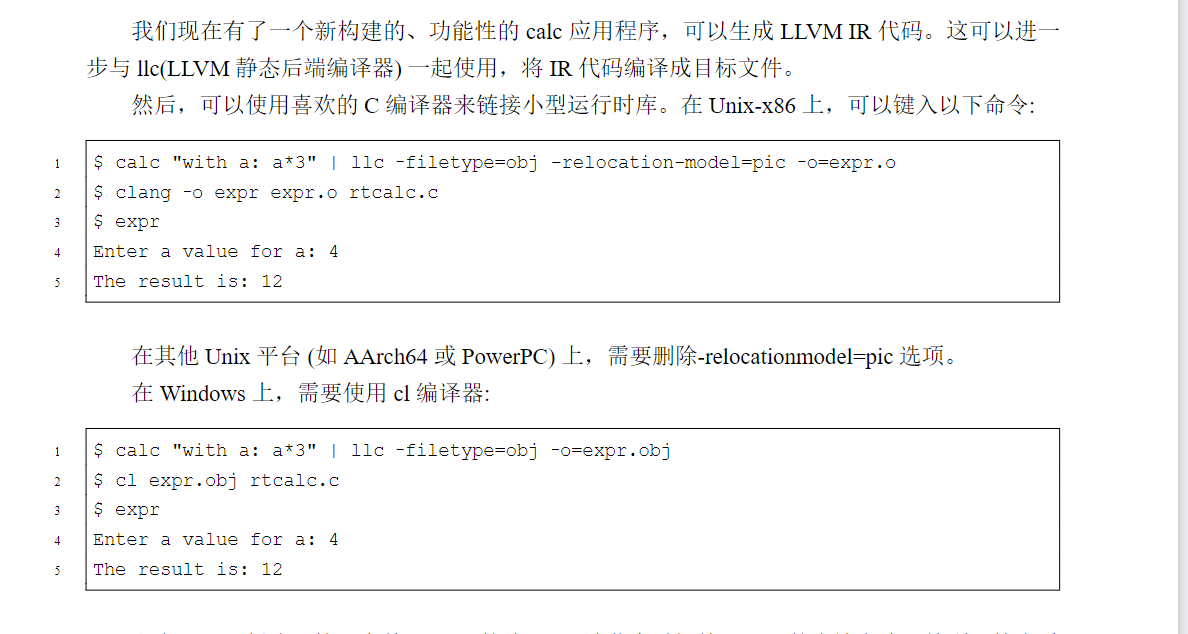 我们现在有了一个新构建的、功能性的 calc 应用程序，可以生成 LLVM IR 代码。这可以进一
步与 llc(LLVM 静态后端编译器) 一起使用，将 IR 代码编译成目标文件。
然后，可以使用喜欢的 C 编译器来链接小型运行时库。在 Unix-x86 上，可以键入以下命令:
1 $ calc "with a: a*3" | llc -filetype=obj -relocation-model=pic -o=expr.o
2 $ clang -o expr expr.o rtcalc.c
3 $ expr
4 Enter a value for a: 4
5 The result is: 12
在其他 Unix 平台 (如 AArch64 或 PowerPC) 上，需要删除-relocationmodel=pic 选项。
在 Windows 上，需要使用 cl 编译器:
1 $ calc "with a: a*3" | llc -filetype=obj -o=expr.obj
2 $ cl expr.obj rtcalc.c
3 $ expr
4 Enter a value for a: 4
5 The result is: 12